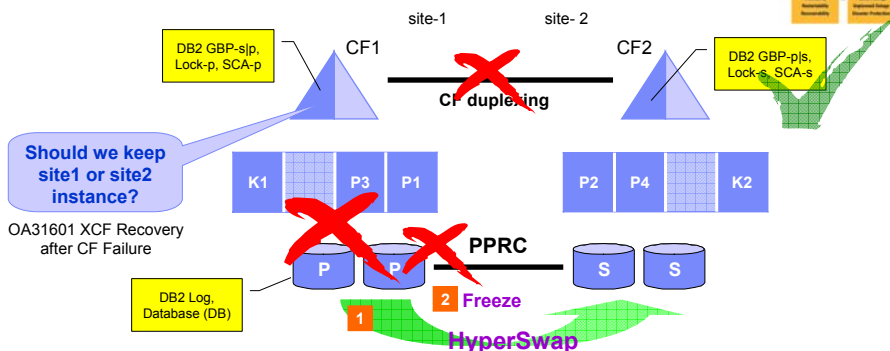 site-1
site- 2
DB2 GBP-s|p,
Lock-p, SCA-p
CF1
CF2
DB2 GBP-p|s,
Lock-s, SCA-s
CF duplexing
Should we keep
site1 or site2
instance?
K1
P3
P1
P2
P4
K2
OA31601 XCF Recovery
after CF Failure
PPRC
P
P
S
S
DB2 Log,
Database (DB)
1
2
Freeze
HyperSwap